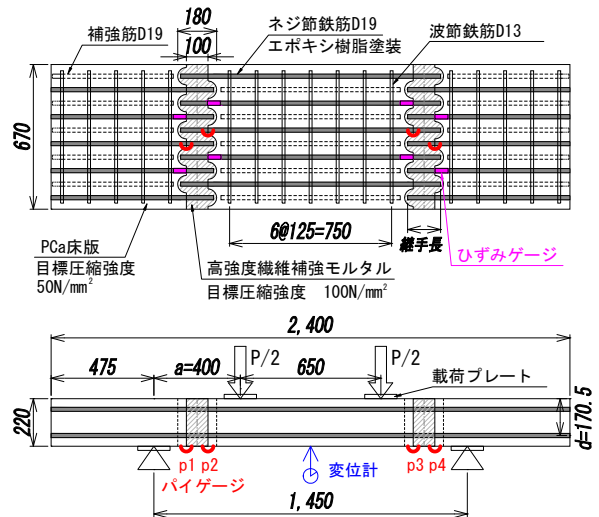 180
100
補強筋D19
ネジ節鉄筋D19
エポキシ樹脂塗装
波節鉄筋D13
670
6@125=750
継手長
ひずみゲージ
PCa床版
目標圧縮強度
50N/mm²
高強度繊維補強モルタル
目標圧縮強度 100N/mm²
2,400
475
a=400
P/2
650
P/2
載荷プレート
220
d=170.5
p1
p2
p3
p4
パイゲージ
変位計
1,450